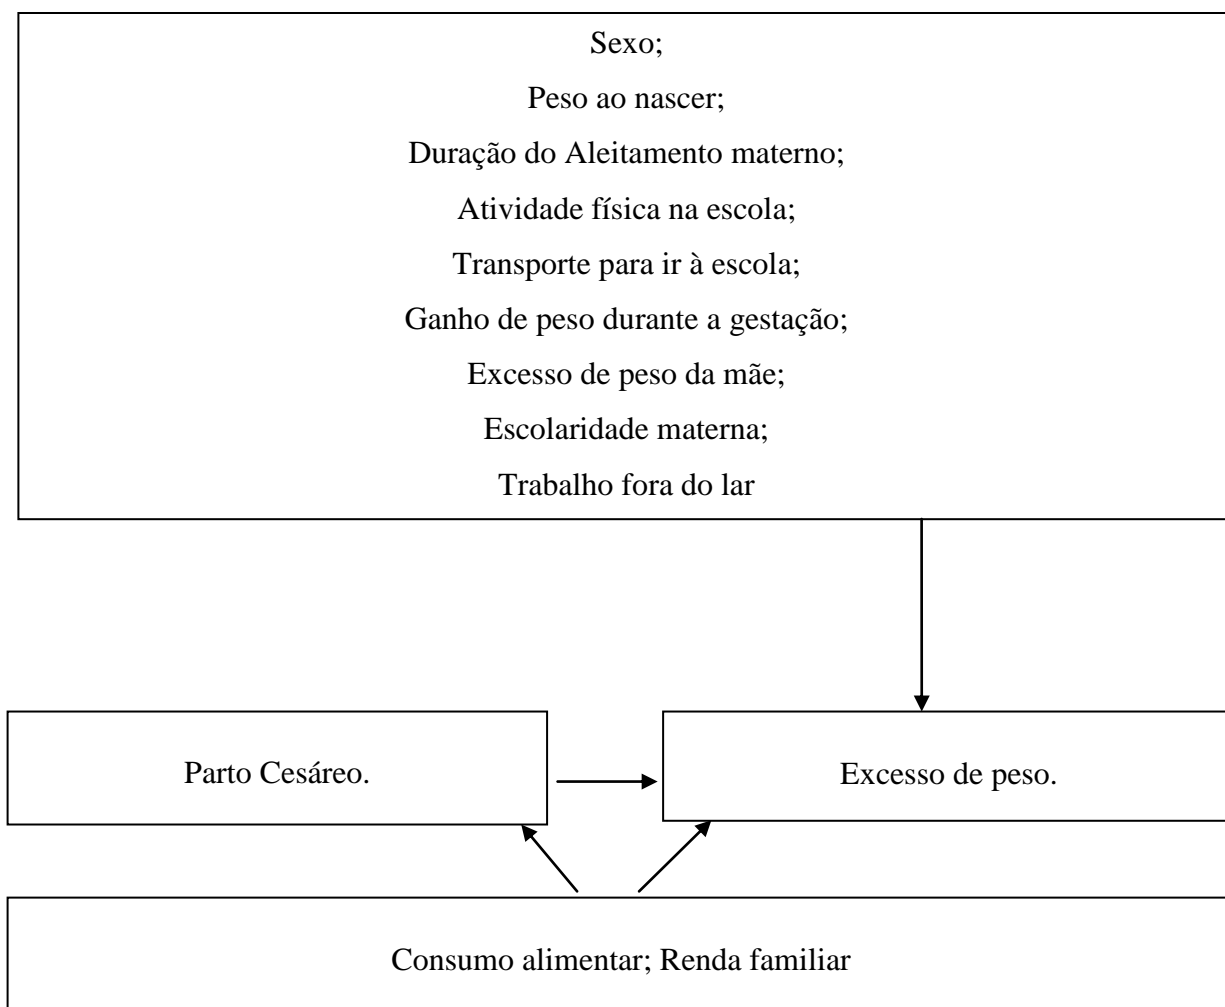 Sexo;
Peso ao nascer;
Duração do Aleitamento materno;
Atividade física na escola;
Transporte para ir à escola;
Ganho de peso durante a gestação;
Excesso de peso da mãe;
Escolaridade materna;
Trabalho fora do lar
Parto Cesáreo.
Excesso de peso.
Consumo alimentar; Renda familiar